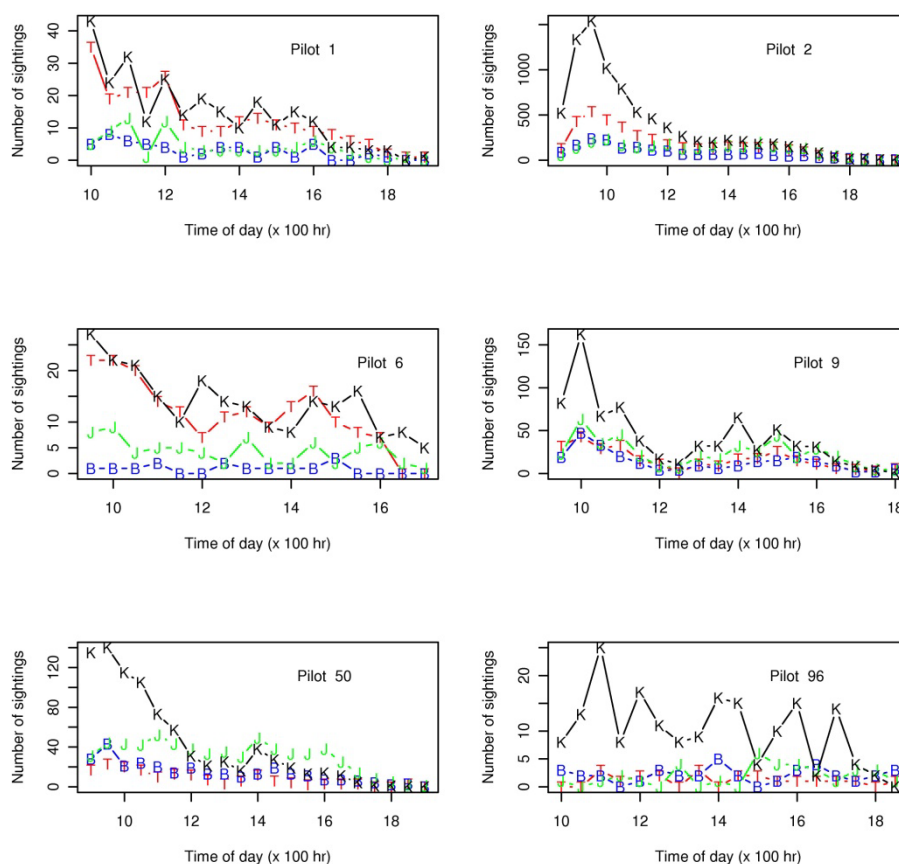 Pilot 1
Number of sightings
0 10 20 30 40
10 12 14 16 18
Time of day (x 100 hr)
Pilot 2
Number of sightings
0 500 1000
10 12 14 16 18
Time of day (x 100 hr)
Pilot 6
Number of sightings
0 5 10 20
10 12 14 16
Time of day (x 100 hr)
Pilot 9
Number of sightings
0 50 100 150
10 12 14 16 18
Time of day (x 100 hr)
Pilot 50
Number of sightings
0 40 80 120
10 12 14 16 18
Time of day (x 100 hr)
Pilot 96
Number of sightings
0 5 10 20
10 12 14 16 18
Time of day (x 100 hr)